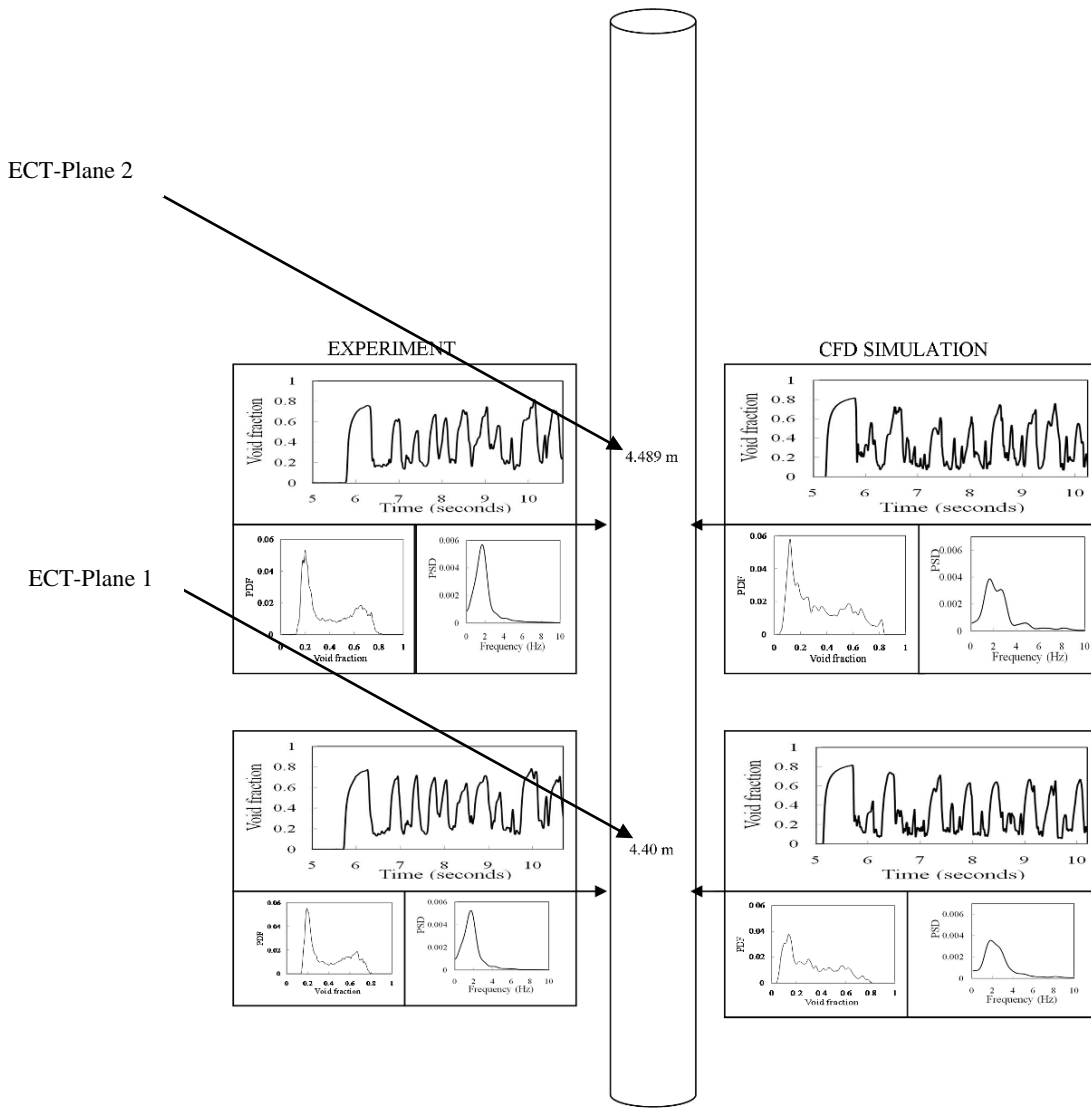 ECT-Plane 2
EXPERIMENT
CFD SIMULATION
Void fraction
1
0.8
0.6
0.4
0.2
0
5 6 7 8 9 10
Time (seconds)
Void fraction
1
0.8
0.6
0.4
0.2
0
5 6 7 8 9 10
Time (seconds)
4.489 m
PDF
0.06
0.04
0.02
0
0 0.2 0.4 0.6 0.8 1
Void fraction
PSD
0.006
0.004
0.002
0
0 2 4 6 8 10
Frequency (Hz)
PDF
0.06
0.04
0.02
0
0 0.2 0.4 0.6 0.8 1
Void fraction
PSD
0.006
0.004
0.002
0
0 2 4 6 8 10
Frequency (Hz)
ECT-Plane 1
Void fraction
1
0.8
0.6
0.4
0.2
0
5 6 7 8 9 10
Time (seconds)
Void fraction
1
0.8
0.6
0.4
0.2
0
5 6 7 8 9 10
Time (seconds)
4.40 m
PDF
0.06
0.04
0.02
0
0 0.2 0.4 0.6 0.8 1
Void fraction
PSD
0.006
0.004
0.002
0
0 2 4 6 8 10
Frequency (Hz)
PDF
0.06
0.04
0.02
0
0 0.2 0.4 0.6 0.8 1
Void fraction
PSD
0.006
0.004
0.002
0
0 2 4 6 8 10
Frequency (Hz)